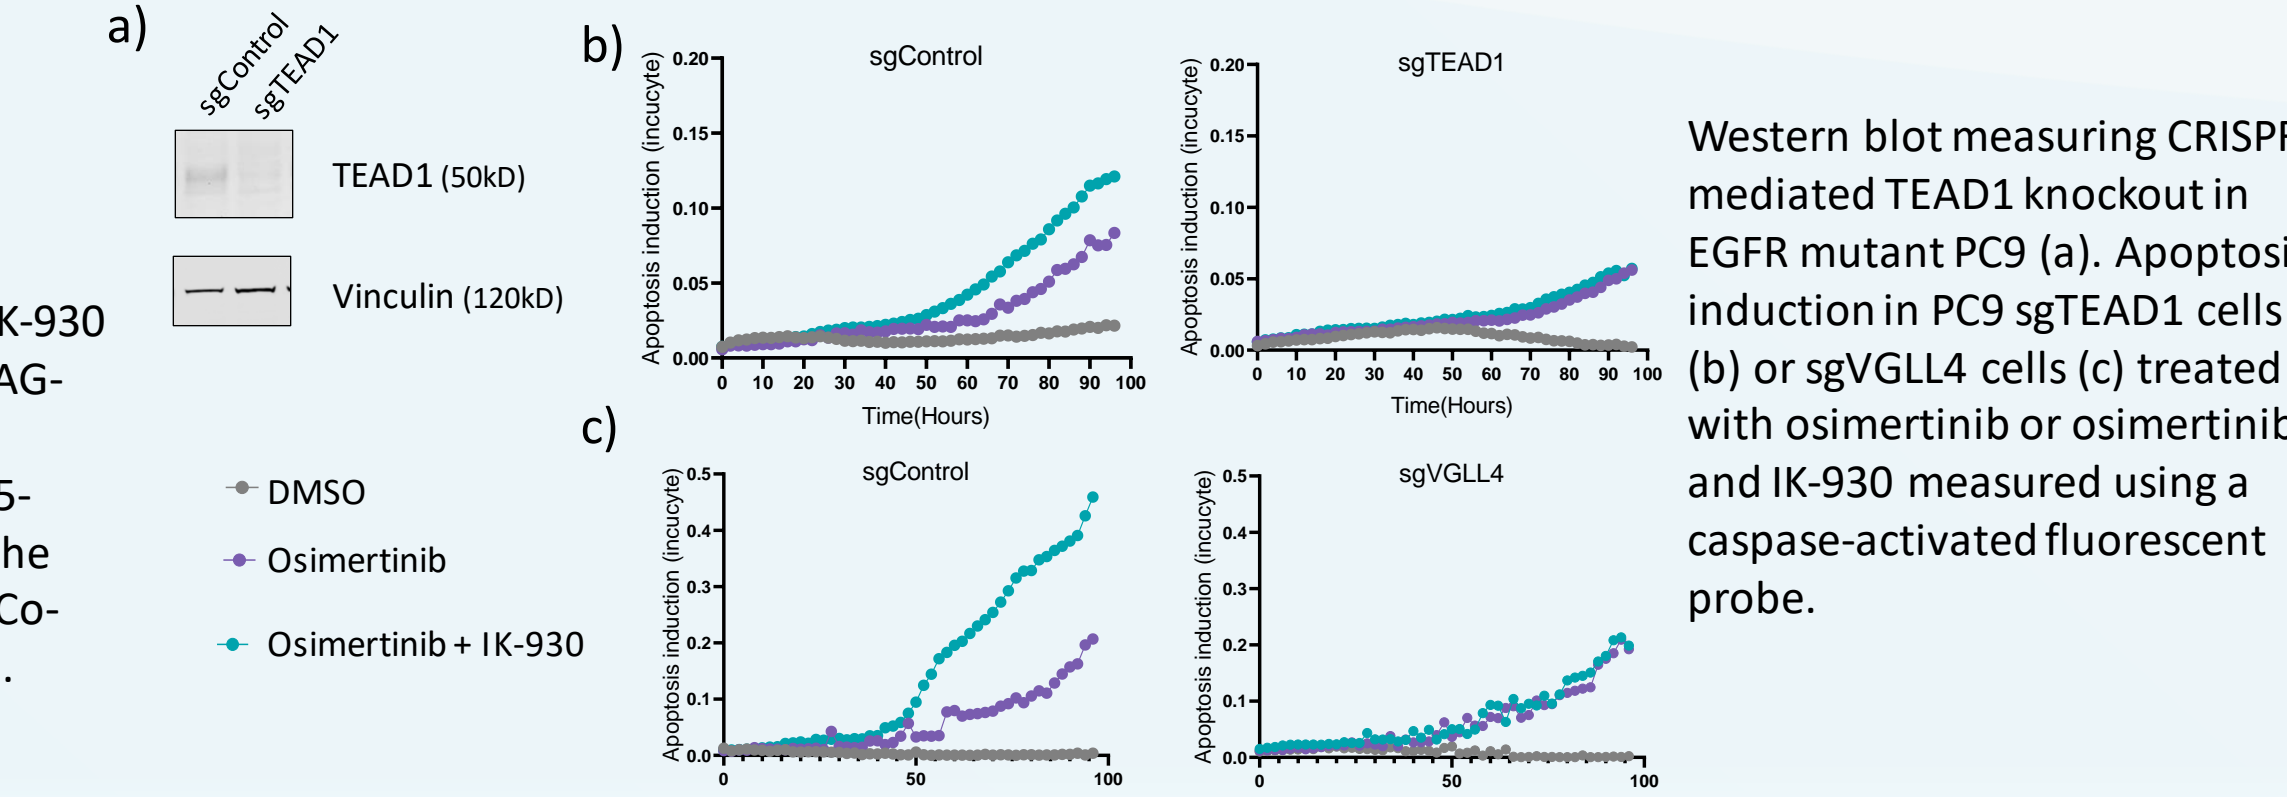 a)
sgControl
sgTEAD1
TEAD1 (50kD)
Vinculin (120kD)
K-930
AG-
5-
he
Co-
.
DMSO
Osimertinib
Osimertinib + IK-930
b)
sgControl
Apoptosis induction (incucyte)
0.20
0.15
0.10
0.05
0.00
0 10 20 30 40 50 60 70 80 90 100
Time(Hours)
sgTEAD1
Apoptosis induction (incucyte)
0.20
0.15
0.10
0.05
0.00
0 10 20 30 40 50 60 70 80 90 100
Time(Hours)
c)
sgControl
Apoptosis induction (incucyte)
0.5
0.4
0.3
0.2
0.1
0.0
0 50 100
sgVGLL4
Apoptosis induction (incucyte)
0.5
0.4
0.3
0.2
0.1
0.0
0 50 100
Western blot measuring CRISPR
mediated TEAD1 knockout in
EGFR mutant PC9 (a). Apoptosi
induction in PC9 sgTEAD1 cells
(b) or sgVGLL4 cells (c) treated
with osimertinib or osimertinib
and IK-930 measured using a
caspase-activated fluorescent
probe.